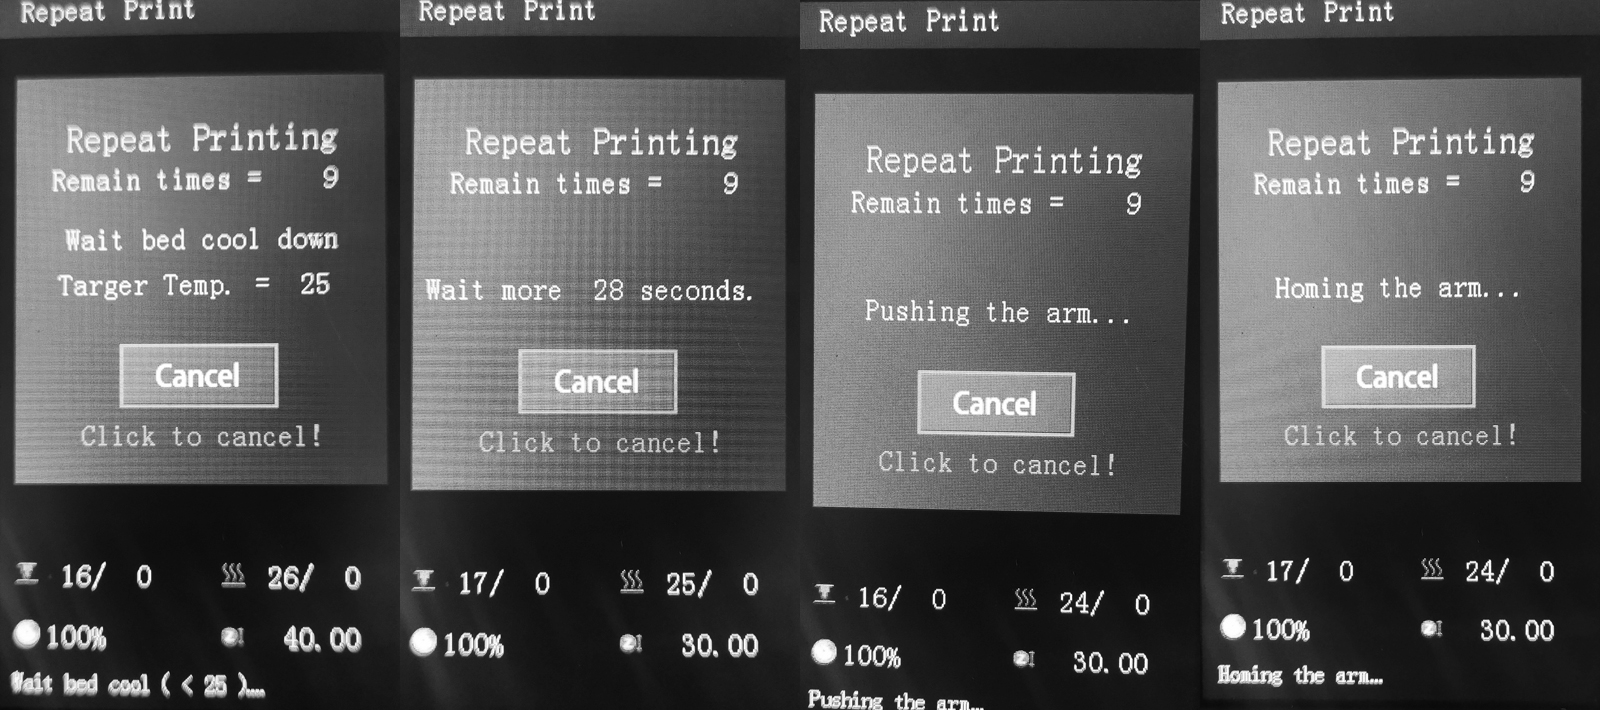 Repeat Print
Repeat Printing
Remain times = 9
Wait bed cool down
Targer Temp. = 25
Cancel
Click to cancel!
16/ 0 26/ 0
100% 40.00
Wait bed cool ( < 25 )....
Repeat Print
Repeat Printing
Remain times = 9
Wait more 28 seconds.
Cancel
Click to cancel!
17/ 0 25/ 0
100% Z 30.00
Repeat Print
Repeat Printing
Remain times = 9
Pushing the arm...
Cancel
Click to cancel!
16/ 0 24/ 0
100% Z 30.00
Pushing the arm...
Repeat Print
Repeat Printing
Remain times = 9
Homing the arm...
Cancel
Click to cancel!
17/ 0 24/ 0
100% Z 30.00
Homing the arm...